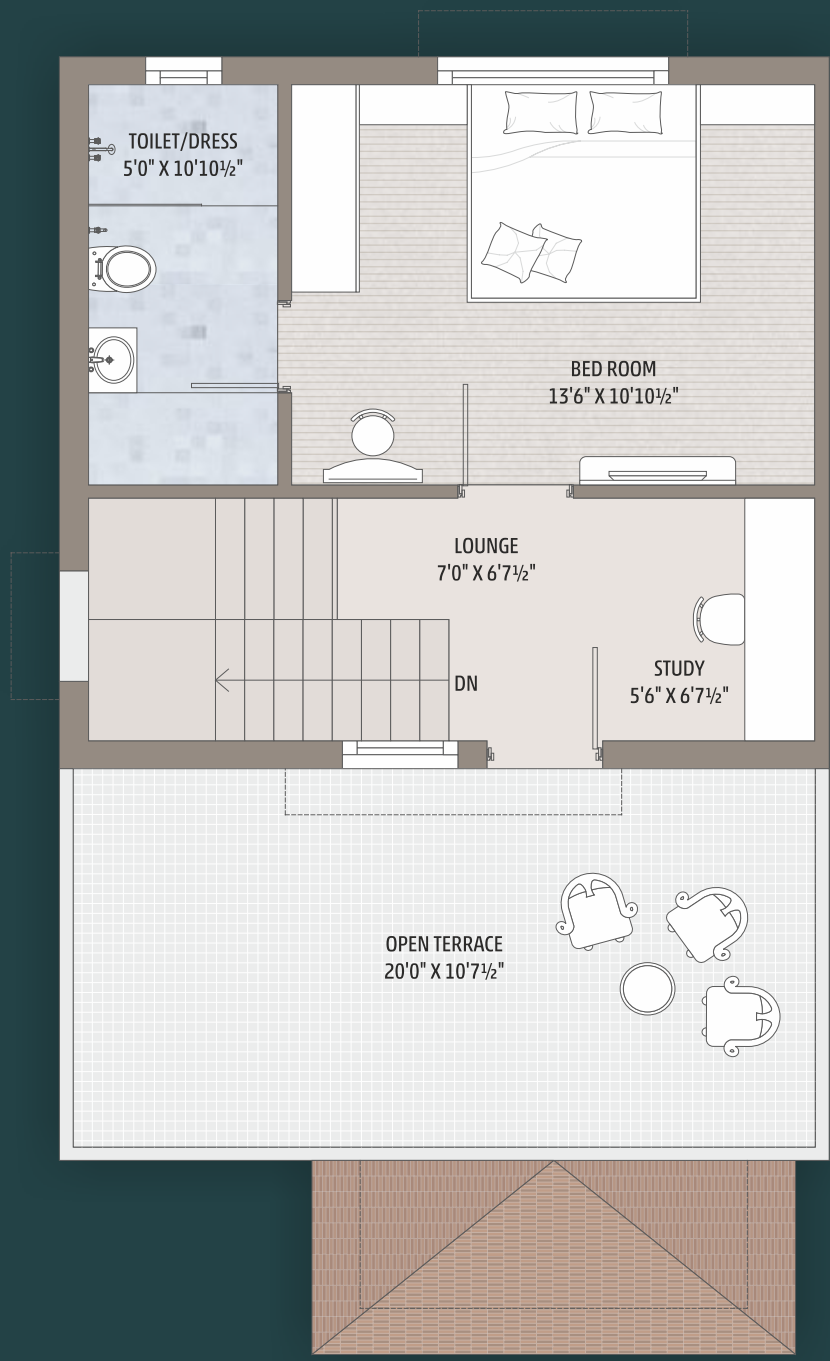 TOILET/DRESS
5'0" X 10'10½"
BED ROOM
13'6" X 10'10½"
LOUNGE
7'0" X 6'7½"
STUDY
5'6" X 6'7½"
DN
OPEN TERRACE
20'0" X 10'7½"